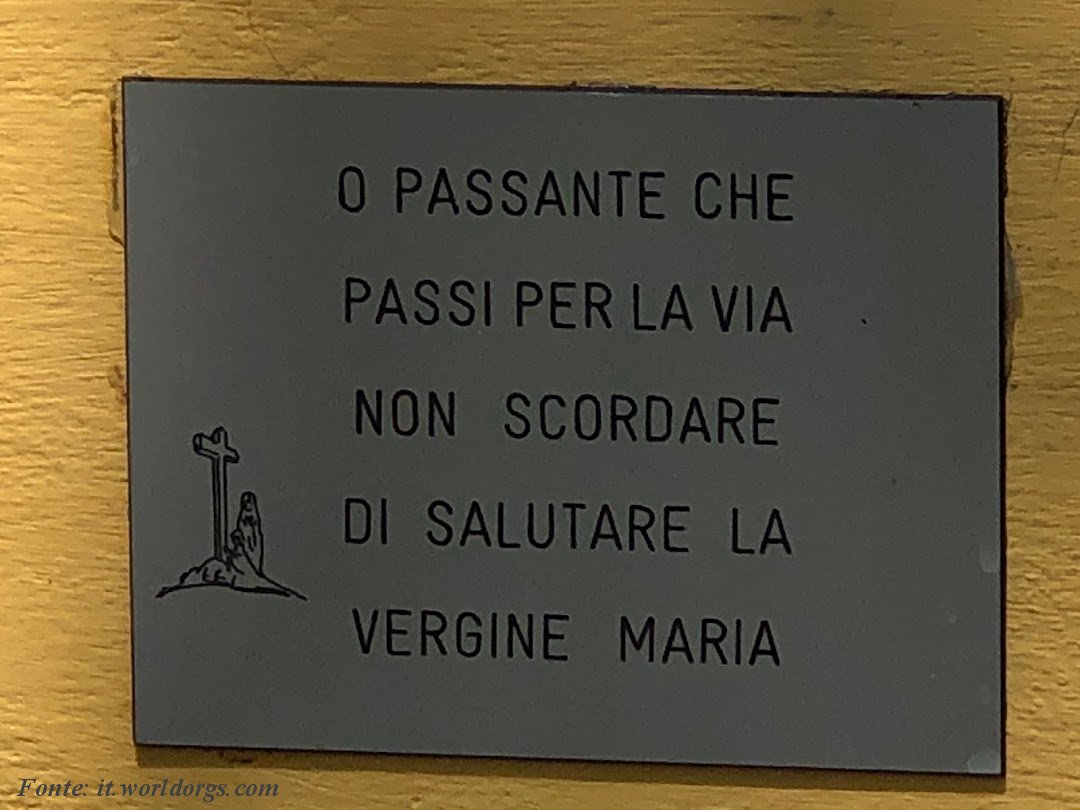 O PASSANTE CHE
PASSI PER LA VIA
NON SCORDARE
DI SALUTARE LA
VERGINE MARIA
Fonte: it.worldorgs.com